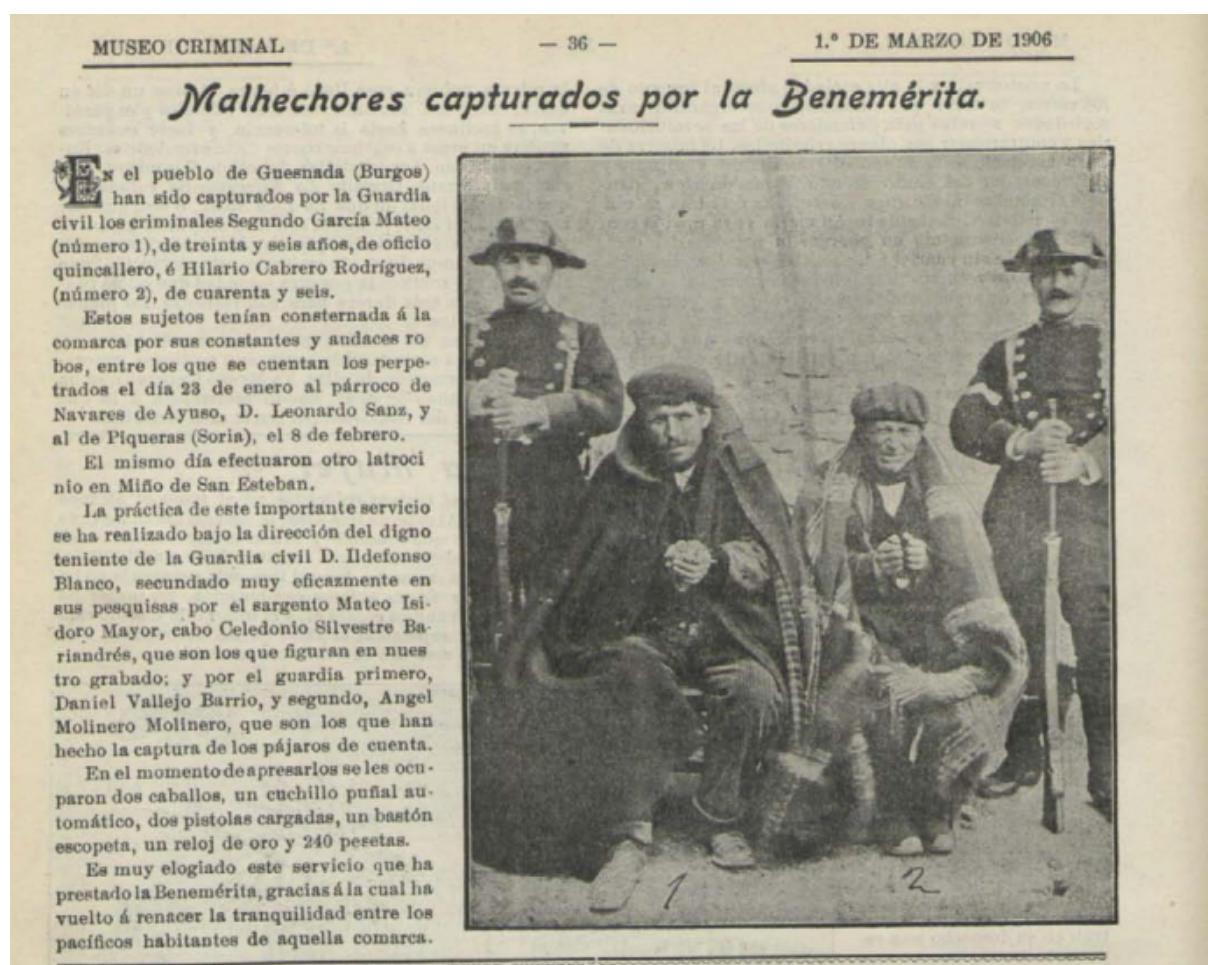 MUSEO CRIMINAL
— 36 —
1.º DE MARZO DE 1906
Malhechores capturados por la Benemérita.
En el pueblo de Guesnada (Burgos)
han sido capturados por la Guardia
civil los criminales Segundo García Mateo
(número 1), de treinta y seis años, de oficio
quincallero, é Hilario Cabrero Rodríguez,
(número 2), de cuarenta y seis.
Estos sujetos tenían consternada á la
comarca por sus constantes y audaces ro
bos, entre los que se cuentan los perpe-
trados el día 23 de enero al párroco de
Navares de Ayuso, D. Leonardo Sanz, y
al de Piqueras (Soria), el 8 de febrero.
El mismo día efectuaron otro latroci
nio en Miño de San Esteban.
La práctica de este importante servicio
se ha realizado bajo la dirección del digno
teniente de la Guardia civil D. Ildefonso
Blanco, secundado muy eficazmente en
sus pesquisas por el sargento Mateo Isi-
doro Mayor, cabo Celedonio Silvestre Ba-
riandrés, que son los que figuran en nues
tro grabado; y por el guardia primero,
Daniel Vallejo Barrio, y segundo, Angel
Molinero Molinero, que son los que han
hecho la captura de los pájaros de cuenta.
En el momento de apresarlos se les ocu-
paron dos caballos, un cuchillo puñal au-
tomático, dos pistolas cargadas, un bastón
escopeta, un reloj de oro y 240 pesetas.
Es muy elogiado este servicio que ha
prestado la Benemérita, gracias á la cual ha
vuelto á renacer la tranquilidad entre los
pacíficos habitantes de aquella comarca.
1
2